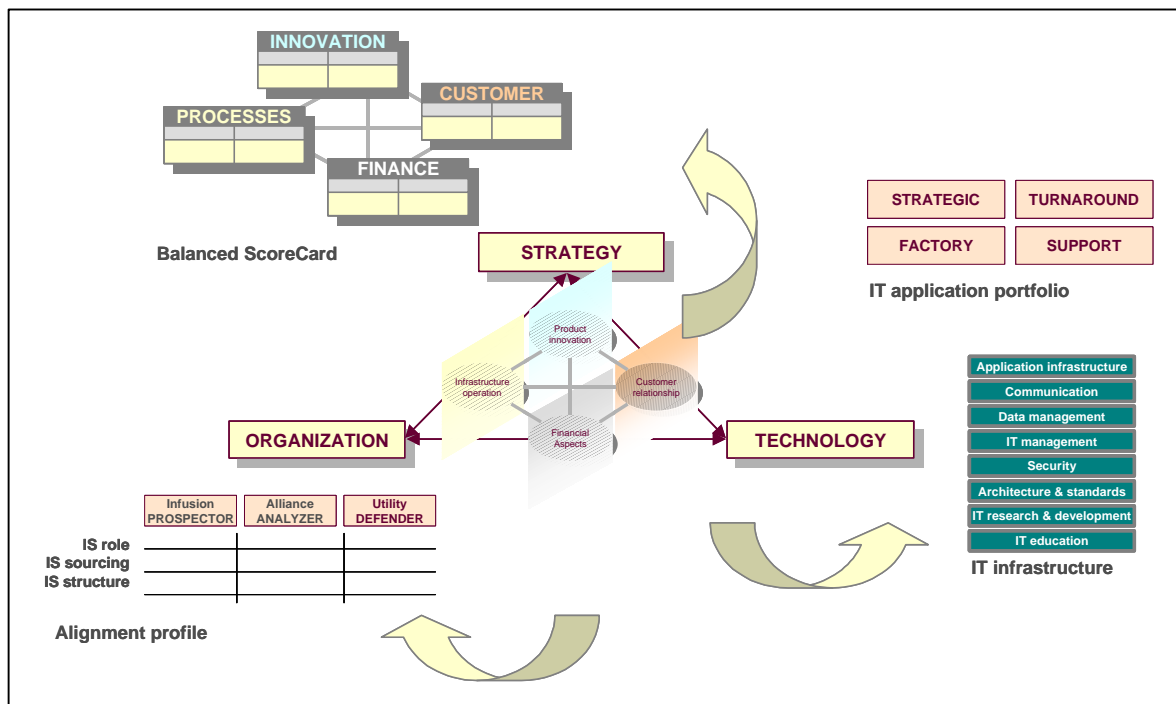 INNOVATION
CUSTOMER
PROCESSES
FINANCE
Balanced ScoreCard
STRATEGY
STRATEGIC
TURNAROUND
FACTORY
SUPPORT
IT application portfolio
Product
innovation
Infrastructure
operation
Customer
relationship
Financial
Aspects
ORGANIZATION
TECHNOLOGY
Application infrastructure
Communication
Data management
IT management
Security
Architecture & standards
IT research & development
IT education
IT infrastructure
Infusion
PROSPECTOR
Alliance
ANALYZER
Utility
DEFENDER
IS role
IS sourcing
IS structure
Alignment profile